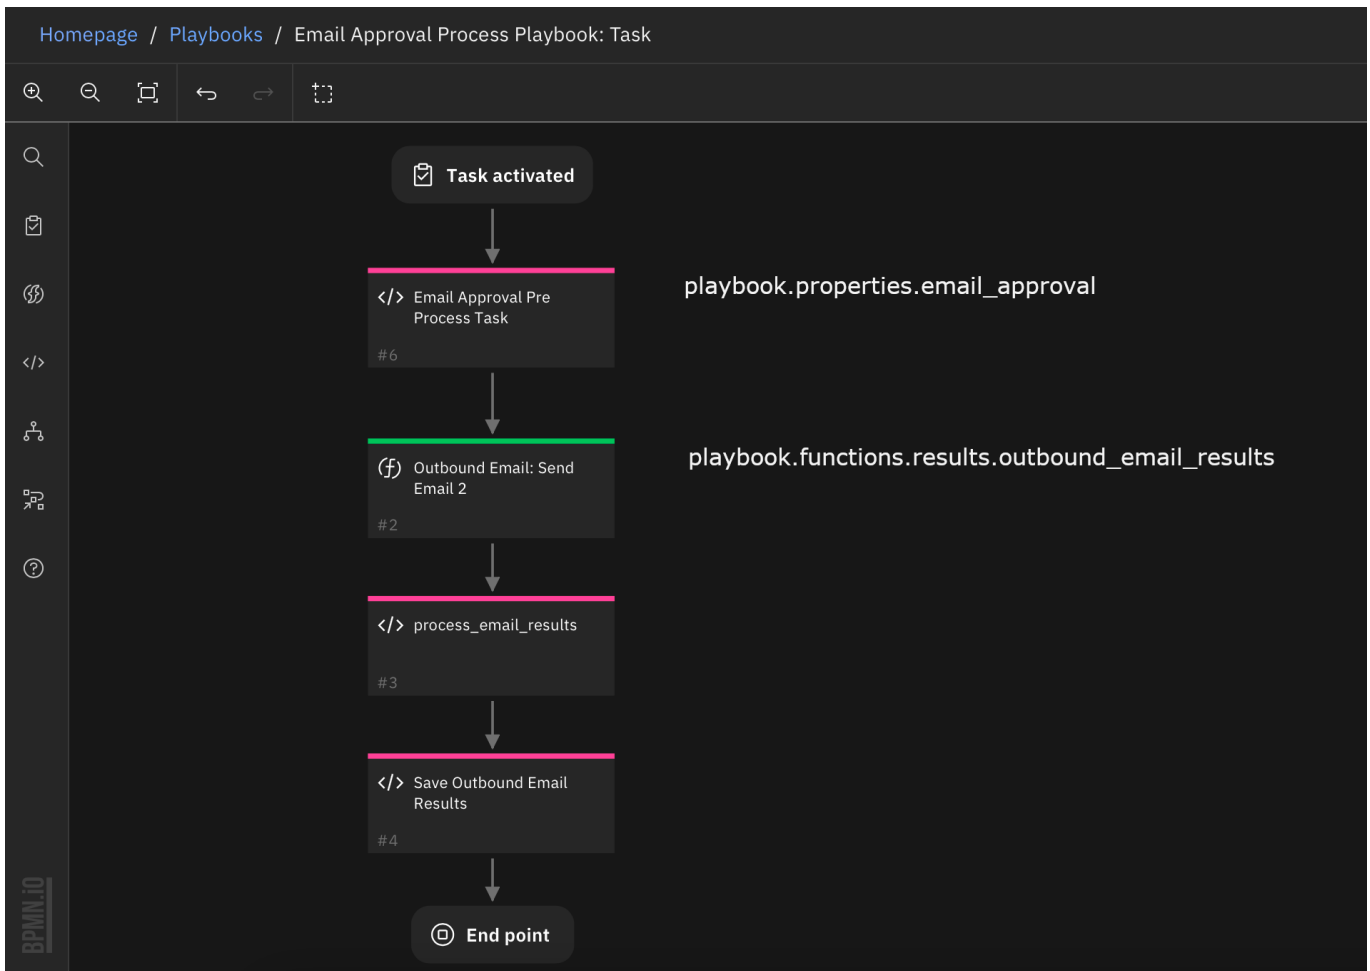 Homepage / Playbooks / Email Approval Process Playbook: Task
Task activated
</> Email Approval Pre
Process Task
#6
playbook.properties.email_approval
Outbound Email: Send
Email 2
#2
playbook.functions.results.outbound_email_results
</> process_email_results
#3
</> Save Outbound Email
Results
#4
End point
BPMN.iO